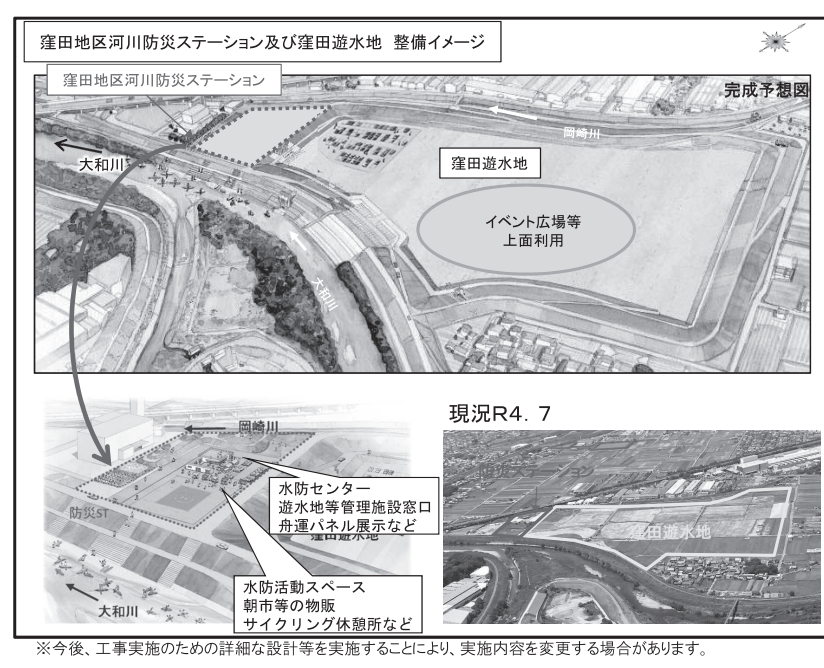 窪田地区河川防災ステーション及び窪田遊水地 整備イメージ
窪田地区河川防災ステーション
完成予想図
岡崎川
大和川
窪田遊水地
イベント広場等
上面利用
大和川
現況R4．7
岡崎川
防災ステーション
水防センター
遊水地等管理施設窓口
舟運パネル展示など
防災ST
窪田遊水地
窪田遊水地
水防活動スペース
朝市等の物販
サイクリング休憩所など
大和川
※今後、工事実施のための詳細な設計等を実施することにより、実施内容を変更する場合があります。